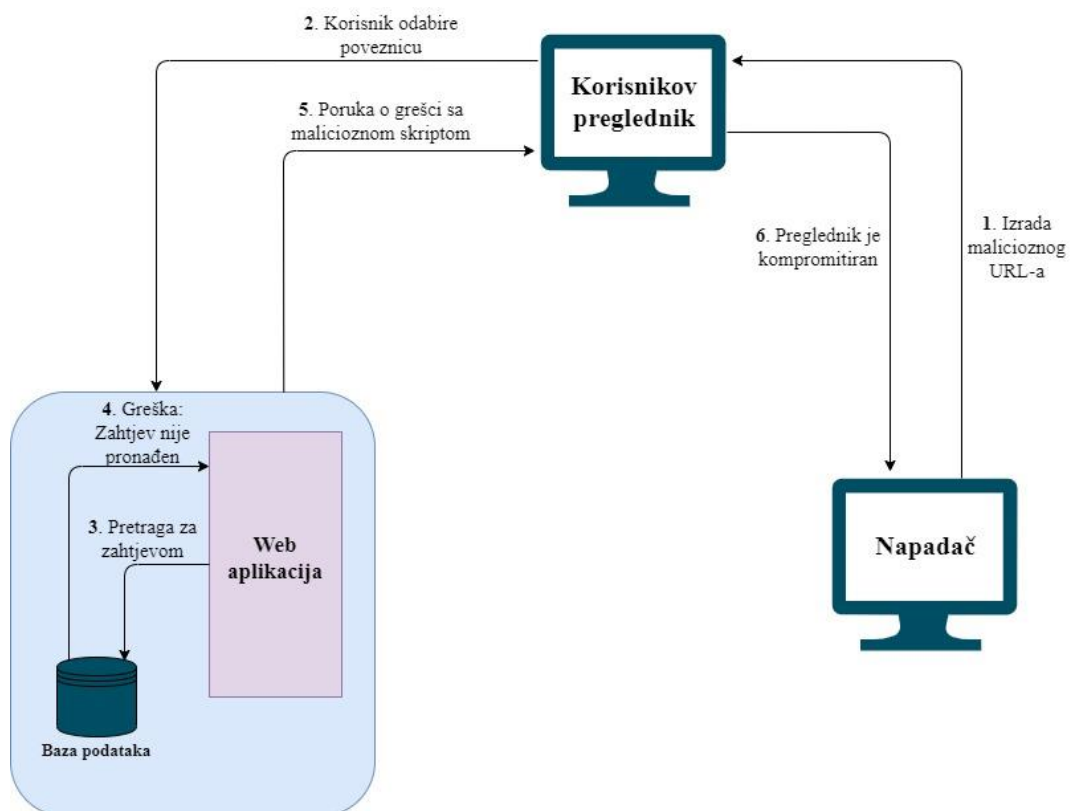 2. Korisnik odabire
poveznicu
Korisnikov
preglednik
5. Poruka o grešci sa
malicioznom skriptom
1. Izrada
malicioznog
URL-a
6. Preglednik je
kompromitiran
4. Greška:
Zahtjev nije
pronađen
3. Pretraga za
zahtjevom
Web
aplikacija
Napadač
Baza podataka